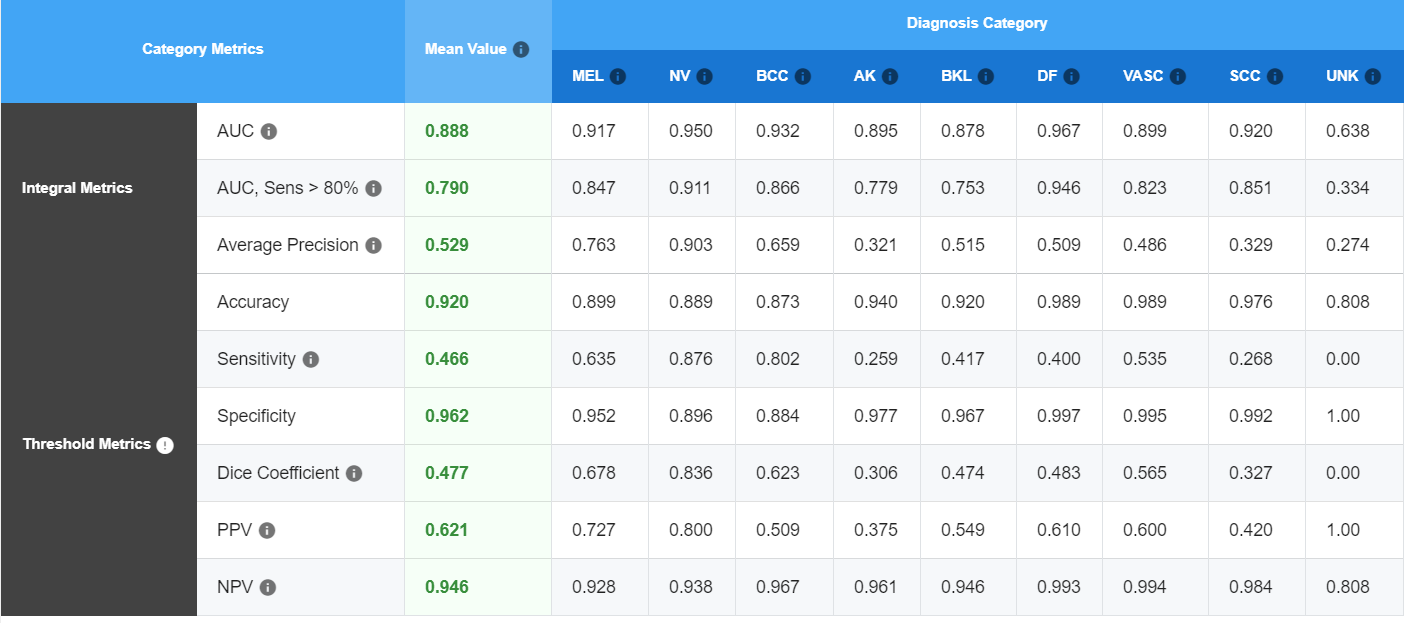 Category Metrics Mean Value Diagnosis Category
MEL NV BCC AK BKL DF VASC SCC UNK
Integral Metrics
AUC 0.888 0.917 0.950 0.932 0.895 0.878 0.967 0.899 0.920 0.638
AUC, Sens > 80% 0.790 0.847 0.911 0.866 0.779 0.753 0.946 0.823 0.851 0.334
Average Precision 0.529 0.763 0.903 0.659 0.321 0.515 0.509 0.486 0.329 0.274
Threshold Metrics
Accuracy 0.920 0.899 0.889 0.873 0.940 0.920 0.989 0.989 0.976 0.808
Sensitivity 0.466 0.635 0.876 0.802 0.259 0.417 0.400 0.535 0.268 0.00
Specificity 0.962 0.952 0.896 0.884 0.977 0.967 0.997 0.995 0.992 1.00
Dice Coefficient 0.477 0.678 0.836 0.623 0.306 0.474 0.483 0.565 0.327 0.00
PPV 0.621 0.727 0.800 0.509 0.375 0.549 0.610 0.600 0.420 1.00
NPV 0.946 0.928 0.938 0.967 0.961 0.946 0.993 0.994 0.984 0.808